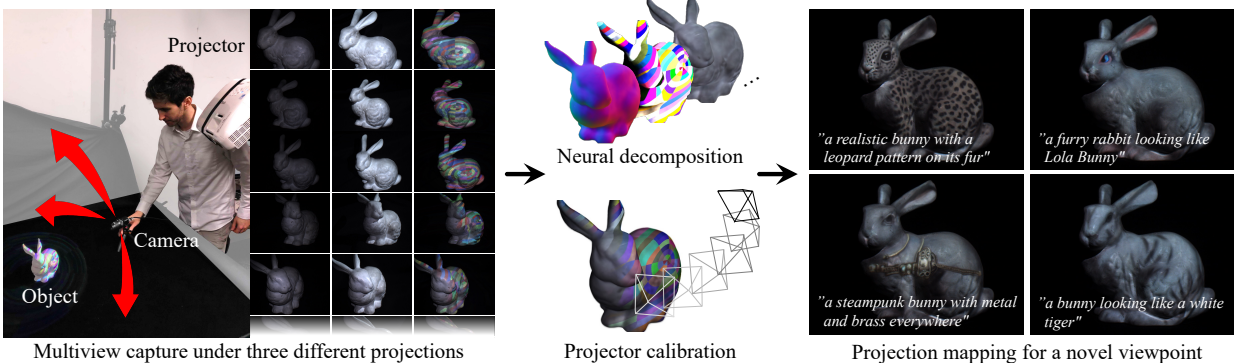 Projector
Camera
Object
Multiview capture under three different projections
Neural decomposition
...
Projector calibration
"a realistic bunny with a
leopard pattern on its fur"
"a furry rabbit looking like
Lola Bunny"
"a steampunk bunny with metal
and brass everywhere"
"a bunny looking like a white
tiger"
Projection mapping for a novel viewpoint